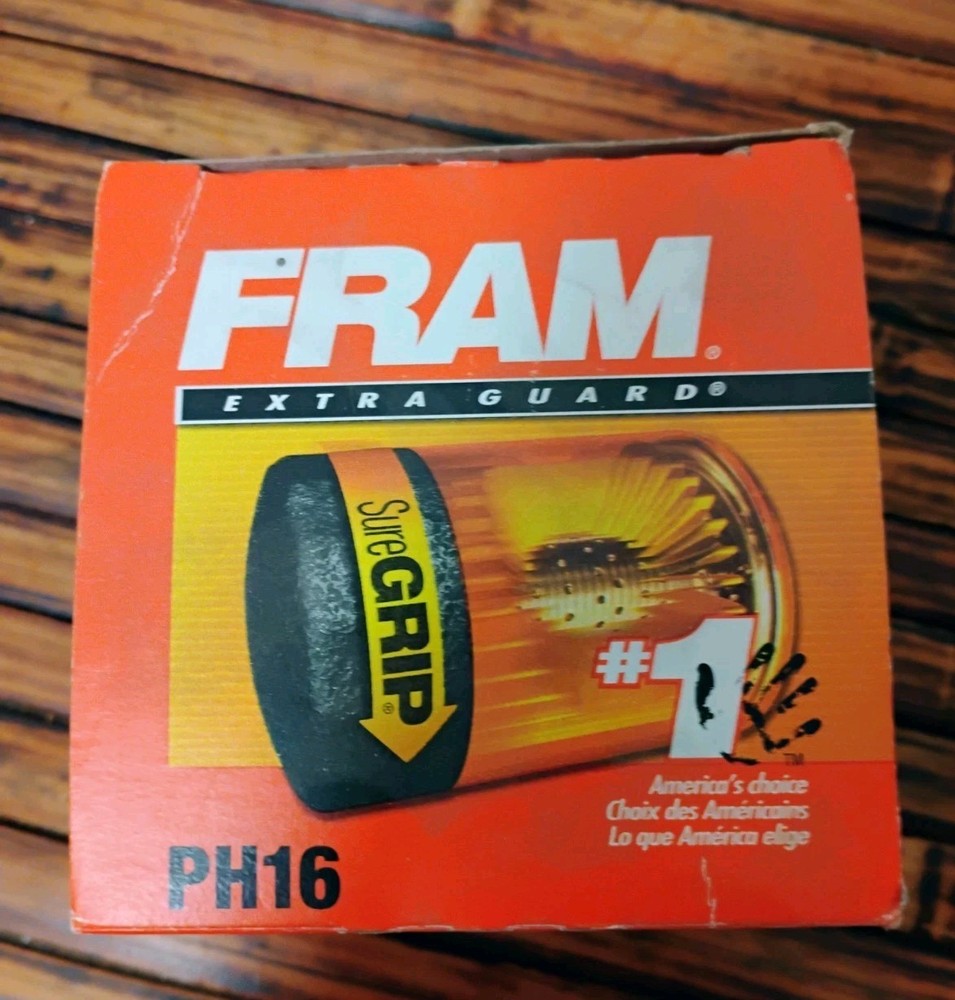 FRAM®
EXTRA GUARD®
SureGRIP®
#1™
America's choice
Choix des Américains
Lo que América elige
PH16